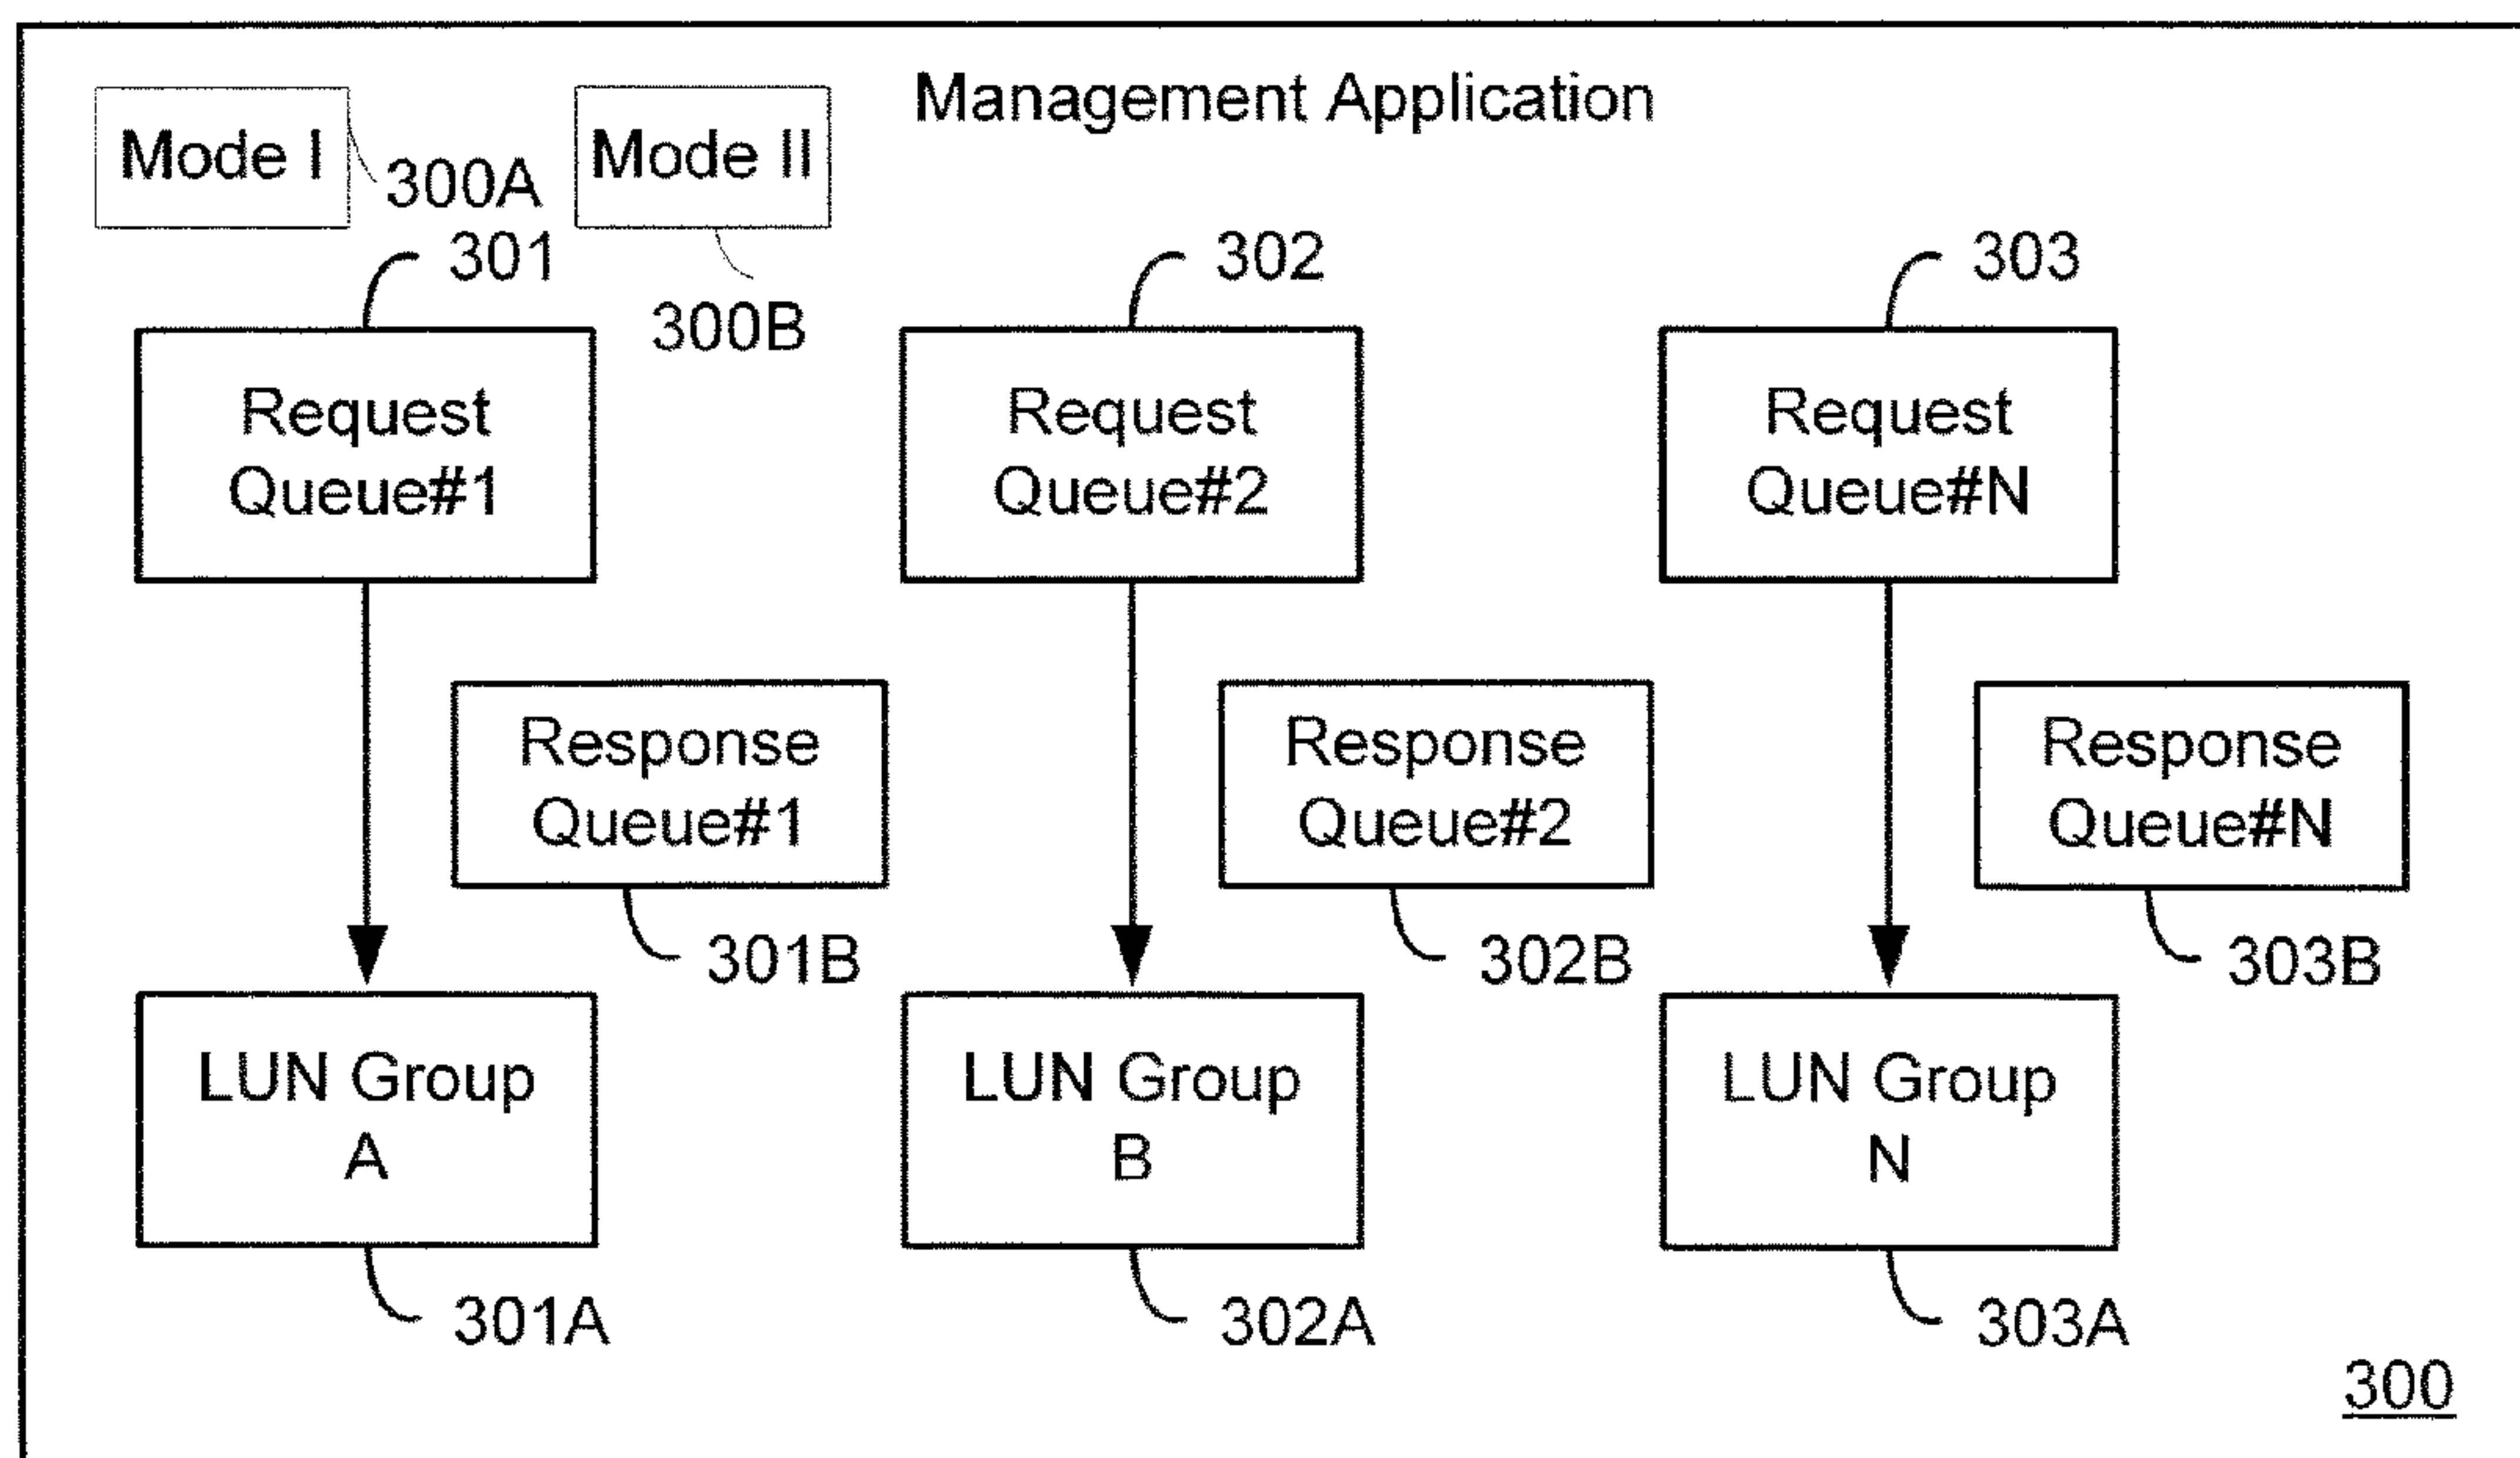 Management Application
Mode I
300A
Mode II
300B
301
302
303
Request
Queue#1
Request
Queue#2
Request
Queue#N
Response
Queue#1
Response
Queue#2
Response
Queue#N
301B
302B
303B
LUN Group
A
LUN Group
B
LUN Group
N
301A
302A
303A
300